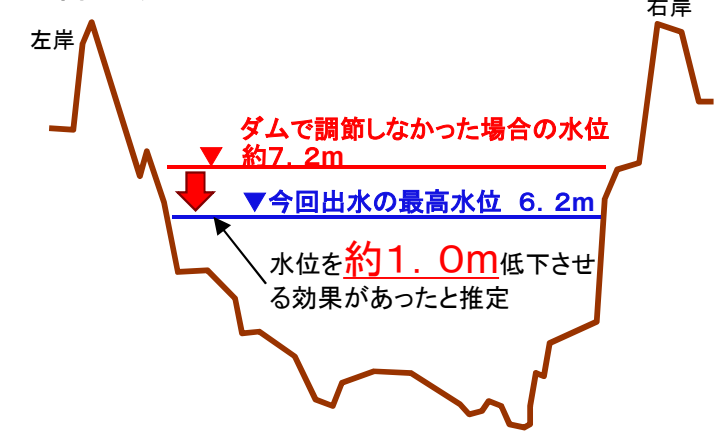 右岸
左岸
ダムで調節しなかった場合の水位
▼ 約7．2m
▼今回出水の最高水位　6．2m
水位を約1．0m低下させ
る効果があったと推定